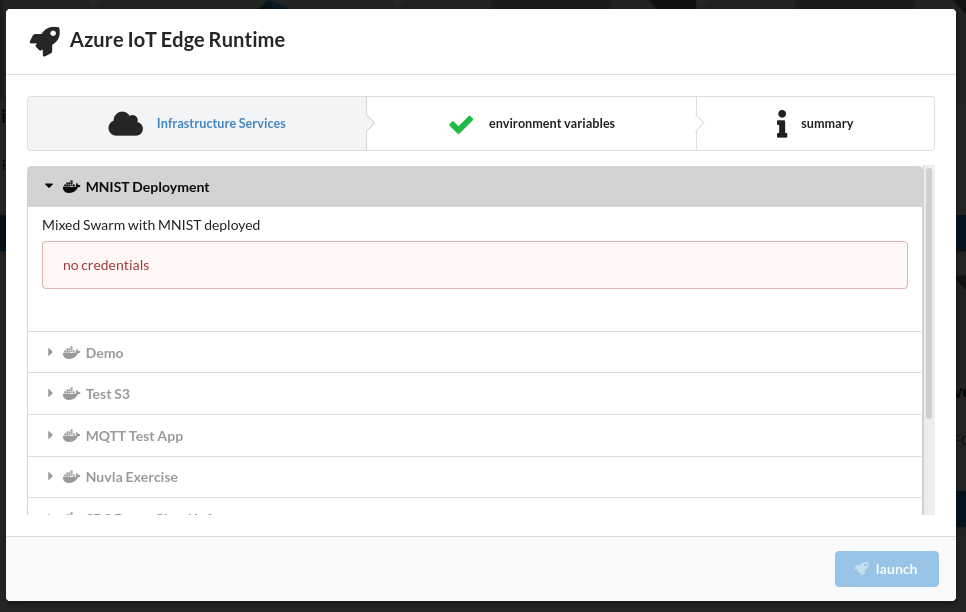 Azure IoT Edge Runtime
Infrastructure Services
environment variables
summary
MNIST Deployment
Mixed Swarm with MNIST deployed
no credentials
Demo
Test S3
MQTT Test App
Nuvla Exercise
launch